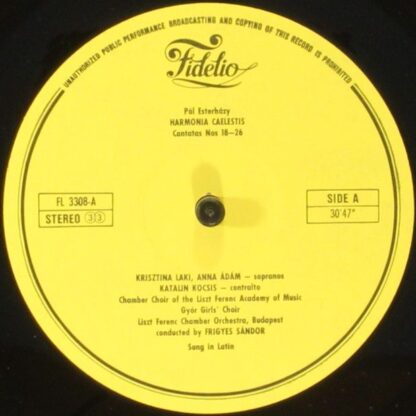 UNAUTHORIZED PUBLIC PERFORMANCE BROADCASTING AND COPYING OF THIS RECORD IS PROHIBITED
Fidelio
Pál Esterházy
HARMONIA CAELESTIS
Cantatas Nos 18—26
FL 3308-A
STEREO 33
SIDE A
30'47"
KRISZTINA LAKI, ANNA ÁDÁM — sopranos
KATALIN KOCSIS — contralto
Chamber Choir of the Liszt Ferenc Academy of Music
Győr Girls' Choir
Liszt Ferenc Chamber Orchestra, Budapest
conducted by FRIGYES SÁNDOR
Sung in Latin